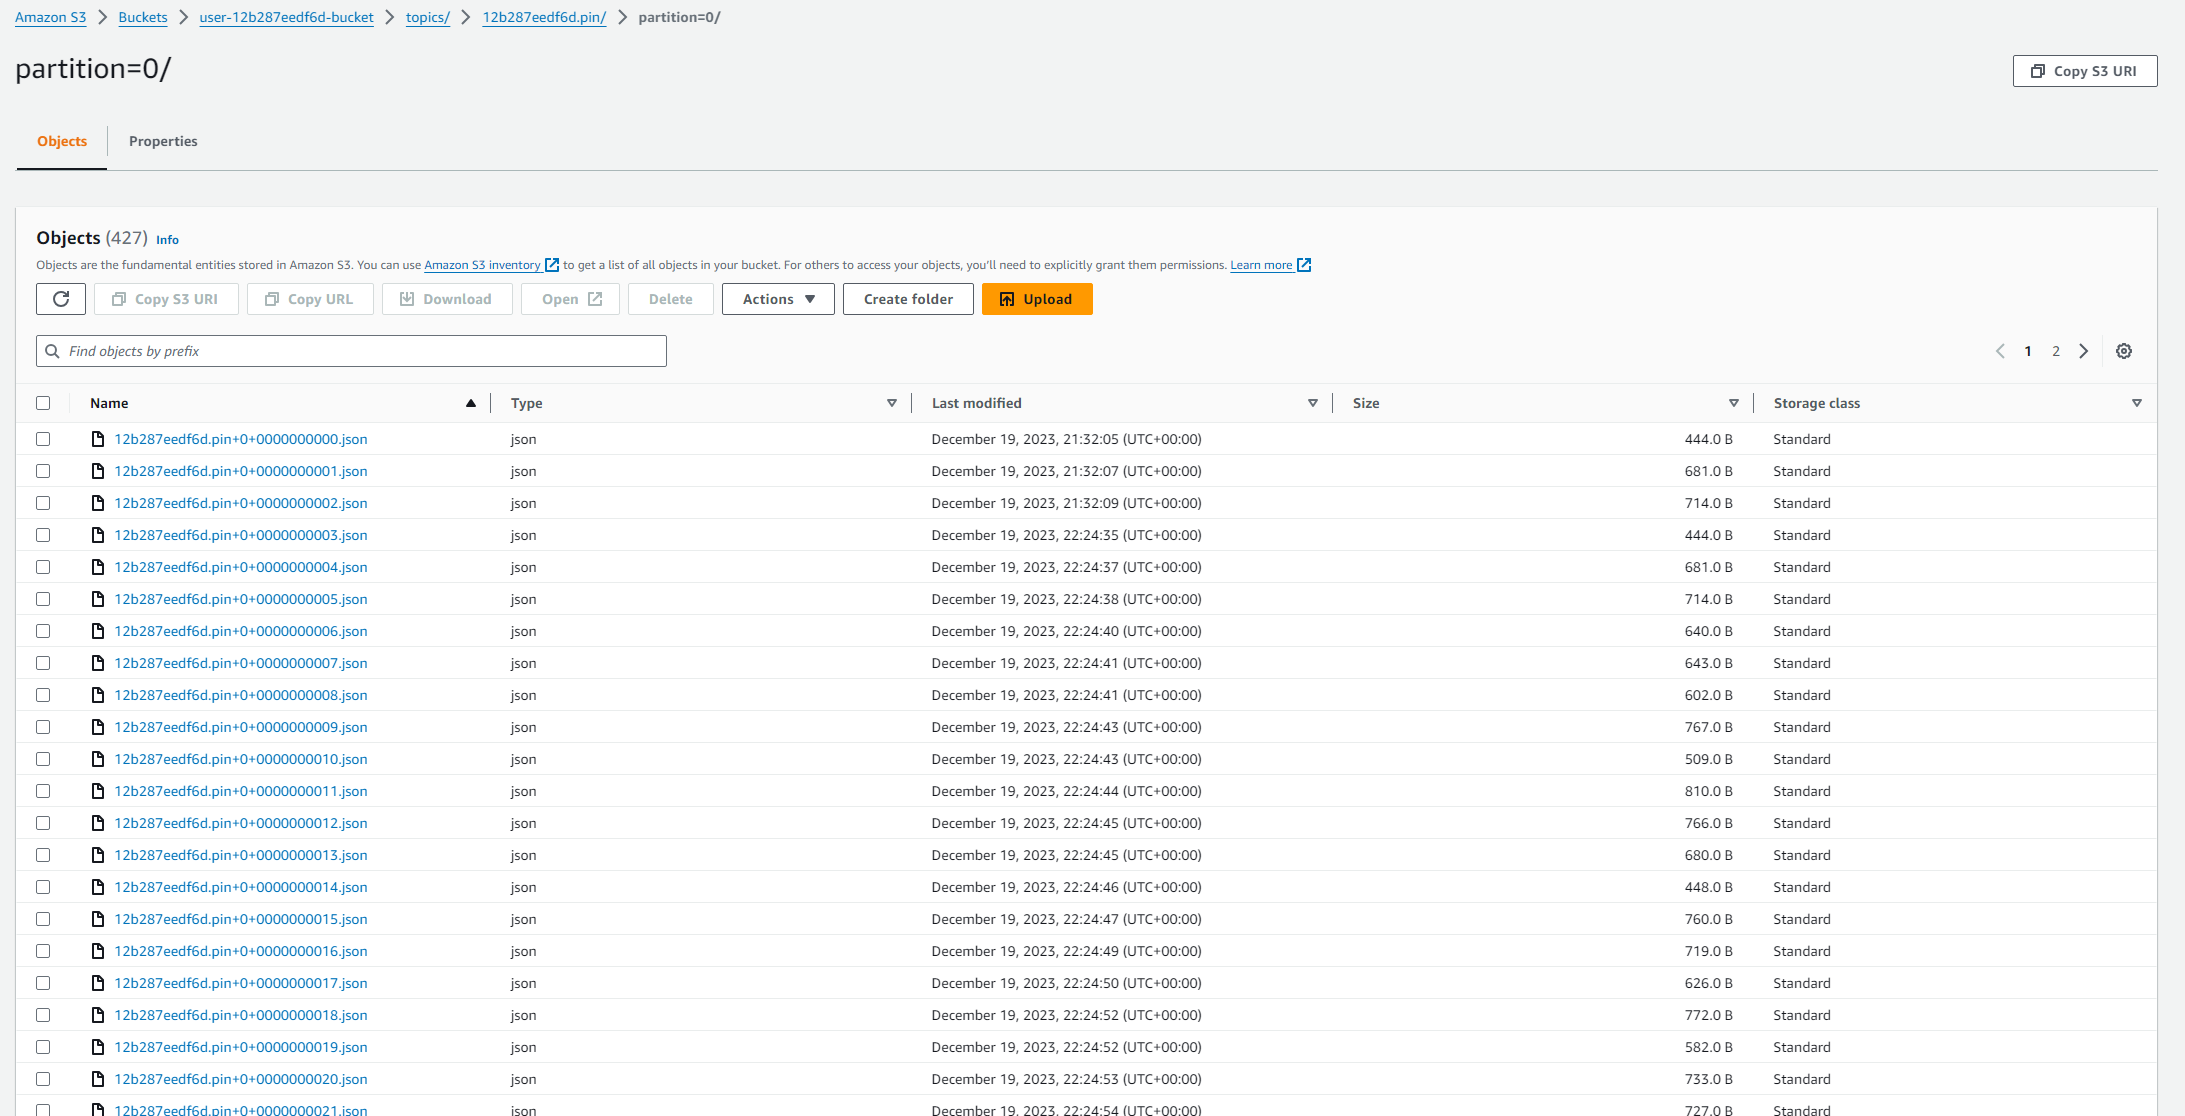 Amazon S3 > Buckets > user-12b287eedf6d-bucket > topics/ > 12b287eedf6d.pin/ > partition=0/
partition=0/
Copy S3 URI
Objects Properties
Objects (427) Info
Objects are the fundamental entities stored in Amazon S3. You can use Amazon S3 inventory to get a list of all objects in your bucket. For others to access your objects, you'll need to explicitly grant them permissions. Learn more
Copy S3 URI Copy URL Download Open Delete Actions Create folder Upload
Find objects by prefix
1 2
Name Type Last modified Size Storage class
12b287eedf6d.pin+0+0000000000.json json December 19, 2023, 21:32:05 (UTC+00:00) 444.0 B Standard
12b287eedf6d.pin+0+0000000001.json json December 19, 2023, 21:32:07 (UTC+00:00) 681.0 B Standard
12b287eedf6d.pin+0+0000000002.json json December 19, 2023, 21:32:09 (UTC+00:00) 714.0 B Standard
12b287eedf6d.pin+0+0000000003.json json December 19, 2023, 22:24:35 (UTC+00:00) 444.0 B Standard
12b287eedf6d.pin+0+0000000004.json json December 19, 2023, 22:24:37 (UTC+00:00) 681.0 B Standard
12b287eedf6d.pin+0+0000000005.json json December 19, 2023, 22:24:38 (UTC+00:00) 714.0 B Standard
12b287eedf6d.pin+0+0000000006.json json December 19, 2023, 22:24:40 (UTC+00:00) 640.0 B Standard
12b287eedf6d.pin+0+0000000007.json json December 19, 2023, 22:24:41 (UTC+00:00) 643.0 B Standard
12b287eedf6d.pin+0+0000000008.json json December 19, 2023, 22:24:41 (UTC+00:00) 602.0 B Standard
12b287eedf6d.pin+0+0000000009.json json December 19, 2023, 22:24:43 (UTC+00:00) 767.0 B Standard
12b287eedf6d.pin+0+0000000010.json json December 19, 2023, 22:24:43 (UTC+00:00) 509.0 B Standard
12b287eedf6d.pin+0+0000000011.json json December 19, 2023, 22:24:44 (UTC+00:00) 810.0 B Standard
12b287eedf6d.pin+0+0000000012.json json December 19, 2023, 22:24:45 (UTC+00:00) 766.0 B Standard
12b287eedf6d.pin+0+0000000013.json json December 19, 2023, 22:24:45 (UTC+00:00) 680.0 B Standard
12b287eedf6d.pin+0+0000000014.json json December 19, 2023, 22:24:46 (UTC+00:00) 448.0 B Standard
12b287eedf6d.pin+0+0000000015.json json December 19, 2023, 22:24:47 (UTC+00:00) 760.0 B Standard
12b287eedf6d.pin+0+0000000016.json json December 19, 2023, 22:24:49 (UTC+00:00) 719.0 B Standard
12b287eedf6d.pin+0+0000000017.json json December 19, 2023, 22:24:50 (UTC+00:00) 626.0 B Standard
12b287eedf6d.pin+0+0000000018.json json December 19, 2023, 22:24:52 (UTC+00:00) 772.0 B Standard
12b287eedf6d.pin+0+0000000019.json json December 19, 2023, 22:24:52 (UTC+00:00) 582.0 B Standard
12b287eedf6d.pin+0+0000000020.json json December 19, 2023, 22:24:53 (UTC+00:00) 733.0 B Standard
12b287eedf6d.pin+0+0000000021.json json December 19, 2023, 22:24:54 (UTC+00:00) 727.0 B Standard